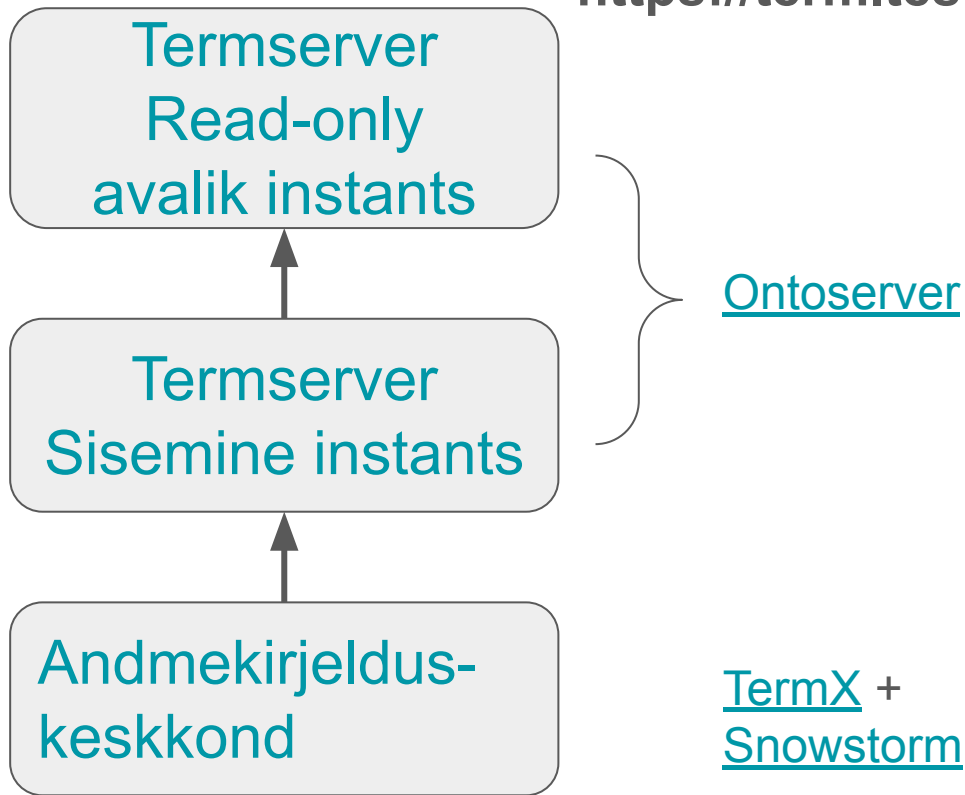 Termserver
Read-only
avalik instants
Ontoserver
Termserver
Sisemine instants
Andmekirjeldus-
keskkond
TermX +
Snowstorm